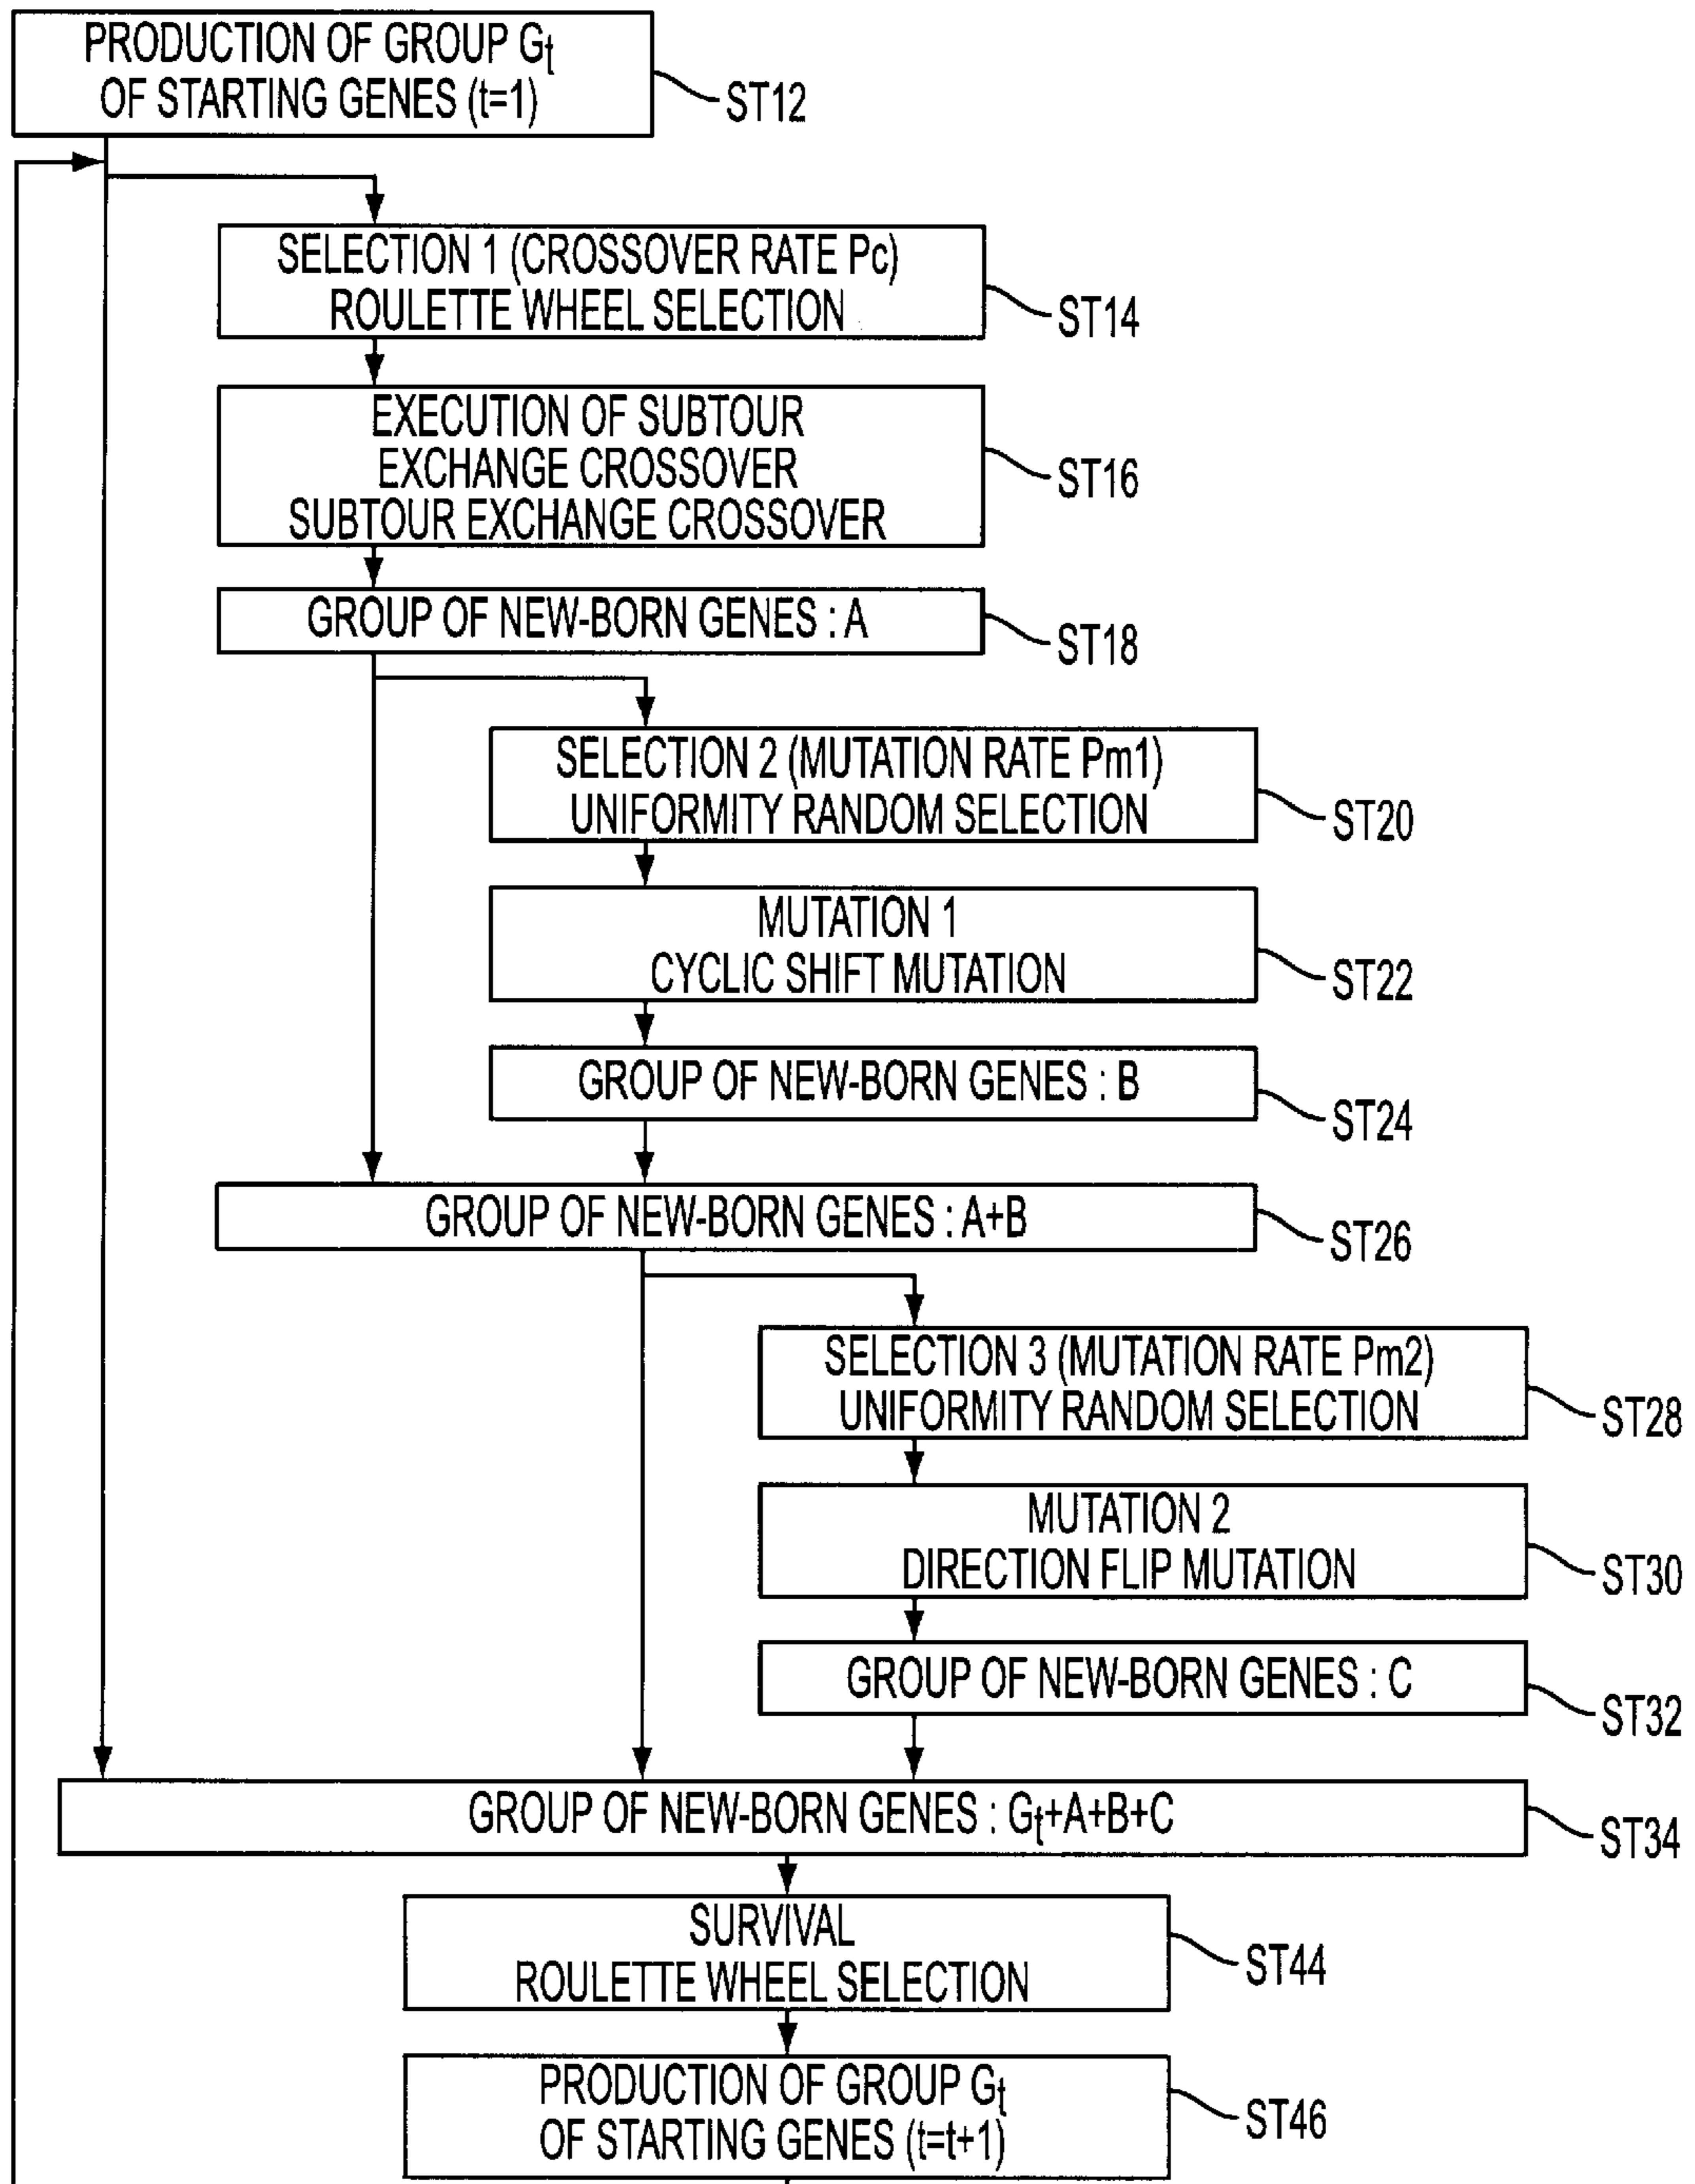 PRODUCTION OF GROUP Gt
OF STARTING GENES (t=1)
ST12
SELECTION 1 (CROSSOVER RATE Pc)
ROULETTE WHEEL SELECTION
ST14
EXECUTION OF SUBTOUR
EXCHANGE CROSSOVER
SUBTOUR EXCHANGE CROSSOVER
ST16
GROUP OF NEW-BORN GENES : A
ST18
SELECTION 2 (MUTATION RATE Pm1)
UNIFORMITY RANDOM SELECTION
ST20
MUTATION 1
CYCLIC SHIFT MUTATION
ST22
GROUP OF NEW-BORN GENES : B
ST24
GROUP OF NEW-BORN GENES : A+B
ST26
SELECTION 3 (MUTATION RATE Pm2)
UNIFORMITY RANDOM SELECTION
ST28
MUTATION 2
DIRECTION FLIP MUTATION
ST30
GROUP OF NEW-BORN GENES : C
ST32
GROUP OF NEW-BORN GENES : Gt+A+B+C
ST34
SURVIVAL
ROULETTE WHEEL SELECTION
ST44
PRODUCTION OF GROUP Gt
OF STARTING GENES (t=t+1)
ST46